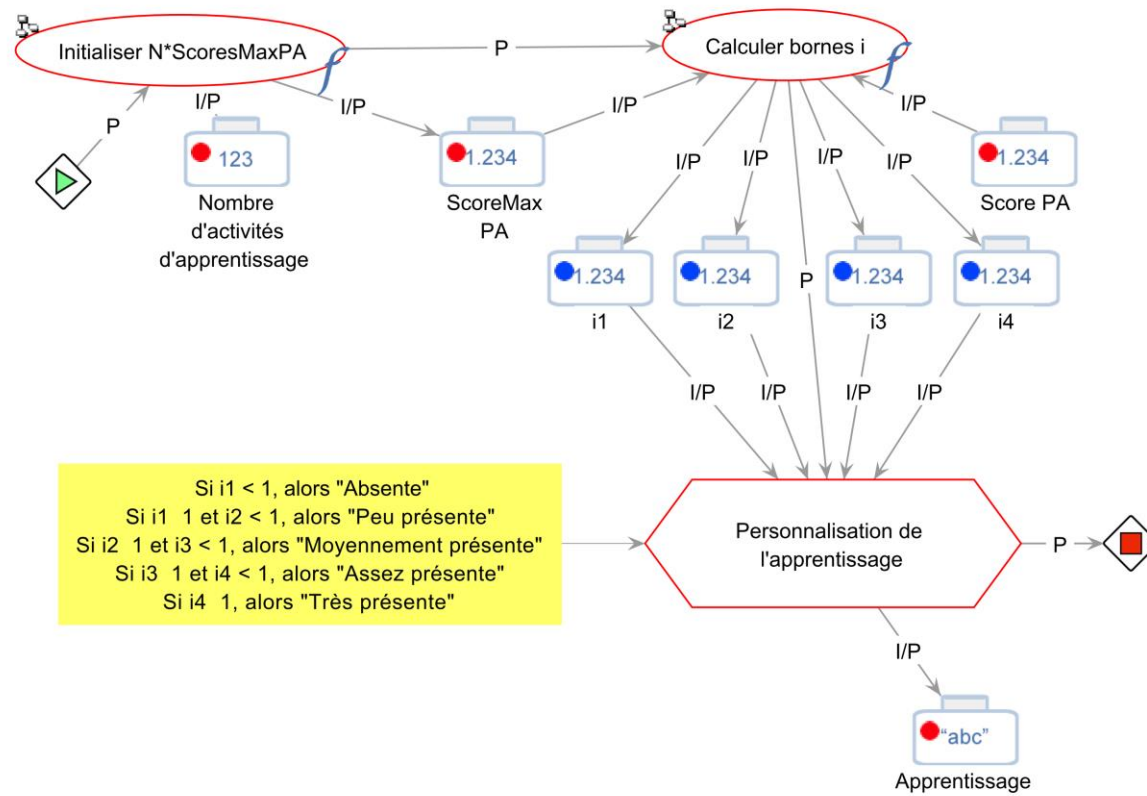 Initialiser N*ScoresMaxPA
P
Calculer bornes i
P
I/P
I/P
I/P
123
Nombre
d'activités
d'apprentissage
1.234
ScoreMax
PA
1.234
Score PA
I/P
I/P
I/P
I/P
P
1.234
i1
1.234
i2
1.234
i3
1.234
i4
I/P
I/P
I/P
I/P
Si i1 < 1, alors "Absente"
Si i1 1 et i2 < 1, alors "Peu présente"
Si i2 1 et i3 < 1, alors "Moyennement présente"
Si i3 1 et i4 < 1, alors "Assez présente"
Si i4 1, alors "Très présente"
Personnalisation de
l'apprentissage
P
I/P
“abc”
Apprentissage